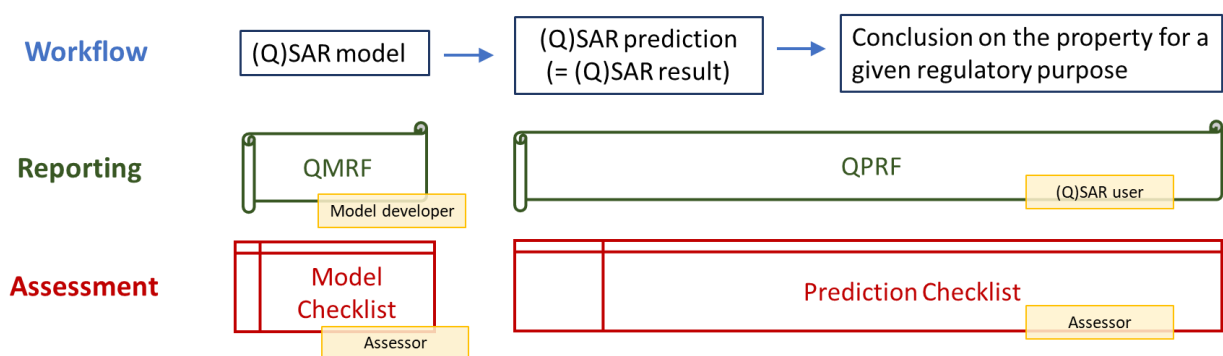 Workflow
(Q)SAR model
(Q)SAR prediction
(= (Q)SAR result)
Conclusion on the property for a
given regulatory purpose
Reporting
QMRF
Model developer
QPRF
(Q)SAR user
Assessment
Model
Checklist
Assessor
Prediction Checklist
Assessor